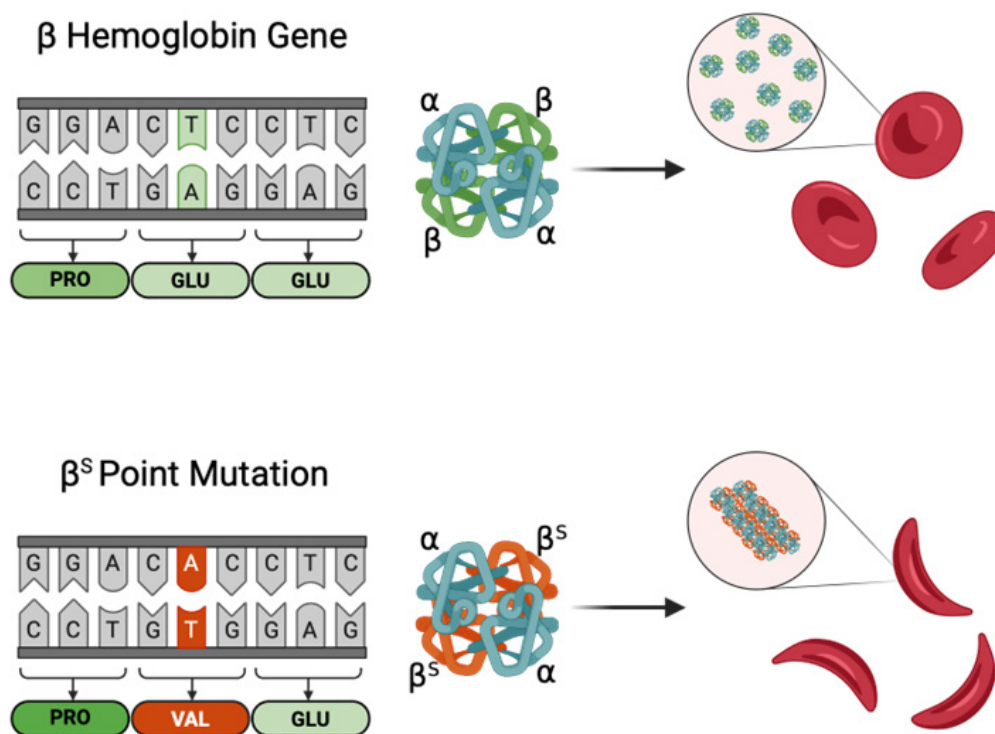 β Hemoglobin Gene
G G A C T C C T C
C C T G A G G A G
PRO GLU GLU
α β
β α
βˢ Point Mutation
G G A C A C C T C
C C T G T G G A G
PRO VAL GLU
α βˢ
βˢ α